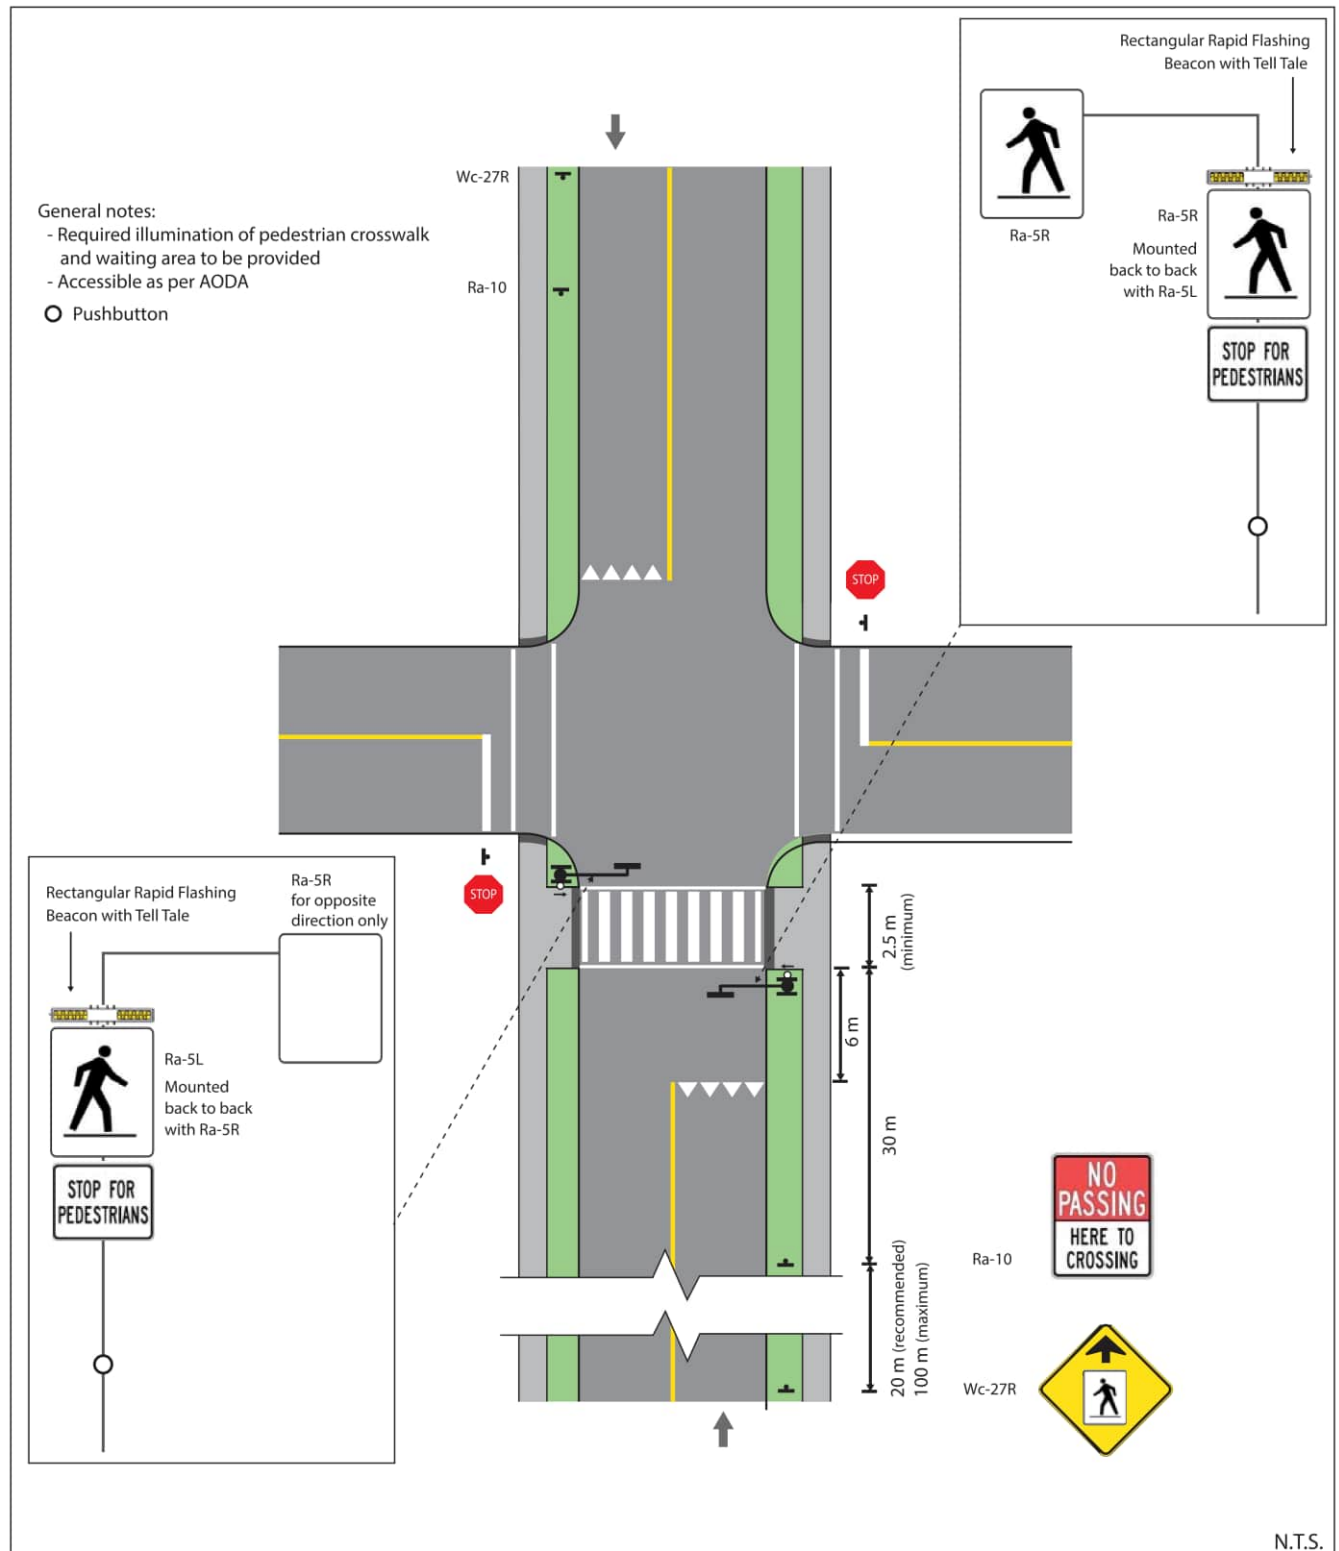 Rectangular Rapid Flashing
Beacon with Tell Tale
Ra-5R
Ra-5R
Mounted
back to back
with Ra-5L
STOP FOR
PEDESTRIANS
Wc-27R
General notes:
- Required illumination of pedestrian crosswalk
and waiting area to be provided
- Accessible as per AODA
Pushbutton
Ra-10
STOP
STOP
Rectangular Rapid Flashing
Beacon with Tell Tale
Ra-5R
for opposite
direction only
Ra-5L
Mounted
back to back
with Ra-5R
STOP FOR
PEDESTRIANS
2.5 m
(minimum)
6 m
30 m
20 m (recommended)
100 m (maximum)
Ra-10
NO
PASSING
HERE TO
CROSSING
Wc-27R
N.T.S.